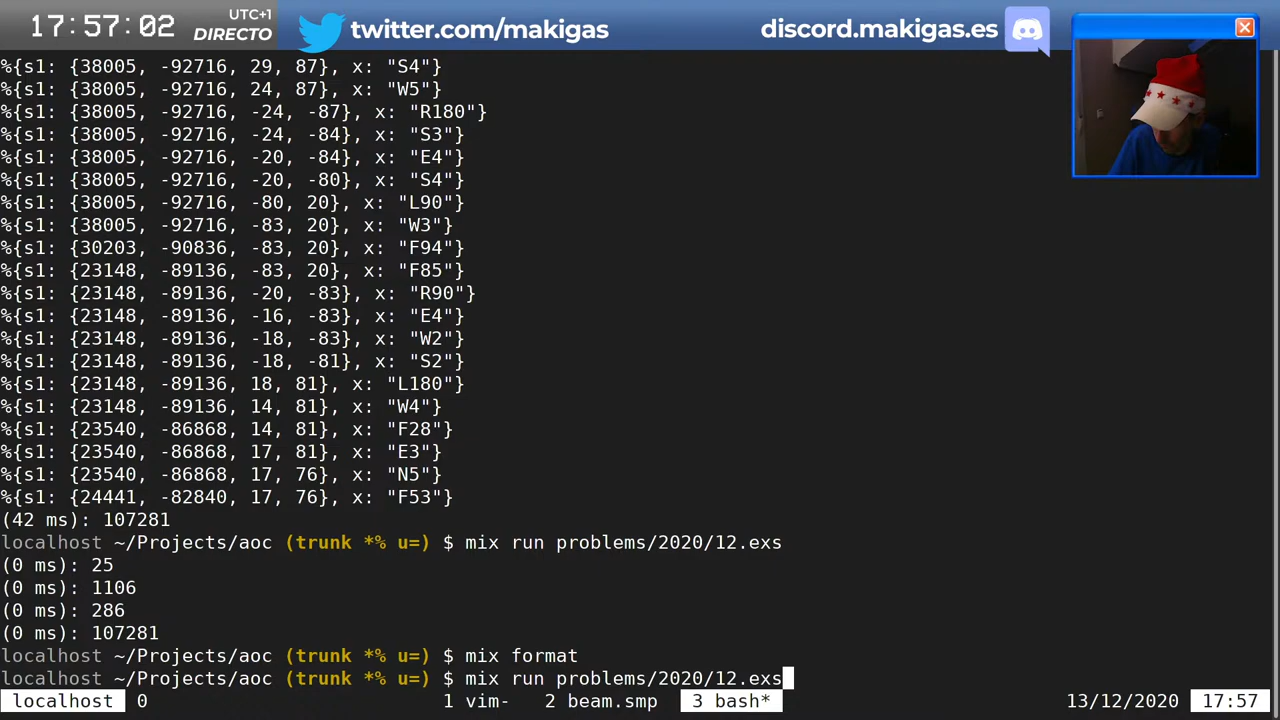 17:57:02 UTC+1 DIRECTO twitter.com/makigas discord.makigas.es
%{s1: {38005, -92716, 29, 87}, x: "S4"}
%{s1: {38005, -92716, 24, 87}, x: "W5"}
%{s1: {38005, -92716, -24, -87}, x: "R180"}
%{s1: {38005, -92716, -24, -84}, x: "S3"}
%{s1: {38005, -92716, -20, -84}, x: "E4"}
%{s1: {38005, -92716, -20, -80}, x: "S4"}
%{s1: {38005, -92716, -80, 20}, x: "L90"}
%{s1: {38005, -92716, -83, 20}, x: "W3"}
%{s1: {30203, -90836, -83, 20}, x: "F94"}
%{s1: {23148, -89136, -83, 20}, x: "F85"}
%{s1: {23148, -89136, -20, -83}, x: "R90"}
%{s1: {23148, -89136, -16, -83}, x: "E4"}
%{s1: {23148, -89136, -18, -83}, x: "W2"}
%{s1: {23148, -89136, -18, -81}, x: "S2"}
%{s1: {23148, -89136, 18, 81}, x: "L180"}
%{s1: {23148, -89136, 14, 81}, x: "W4"}
%{s1: {23540, -86868, 14, 81}, x: "F28"}
%{s1: {23540, -86868, 17, 81}, x: "E3"}
%{s1: {23540, -86868, 17, 76}, x: "N5"}
%{s1: {24441, -82840, 17, 76}, x: "F53"}
(42 ms): 107281
localhost ~/Projects/aoc (trunk *% u=) $ mix run problems/2020/12.exs
(0 ms): 25
(0 ms): 1106
(0 ms): 286
(0 ms): 107281
localhost ~/Projects/aoc (trunk *% u=) $ mix format
localhost ~/Projects/aoc (trunk *% u=) $ mix run problems/2020/12.exs
localhost 0 1 vim- 2 beam.smp 3 bash* 13/12/2020 17:57